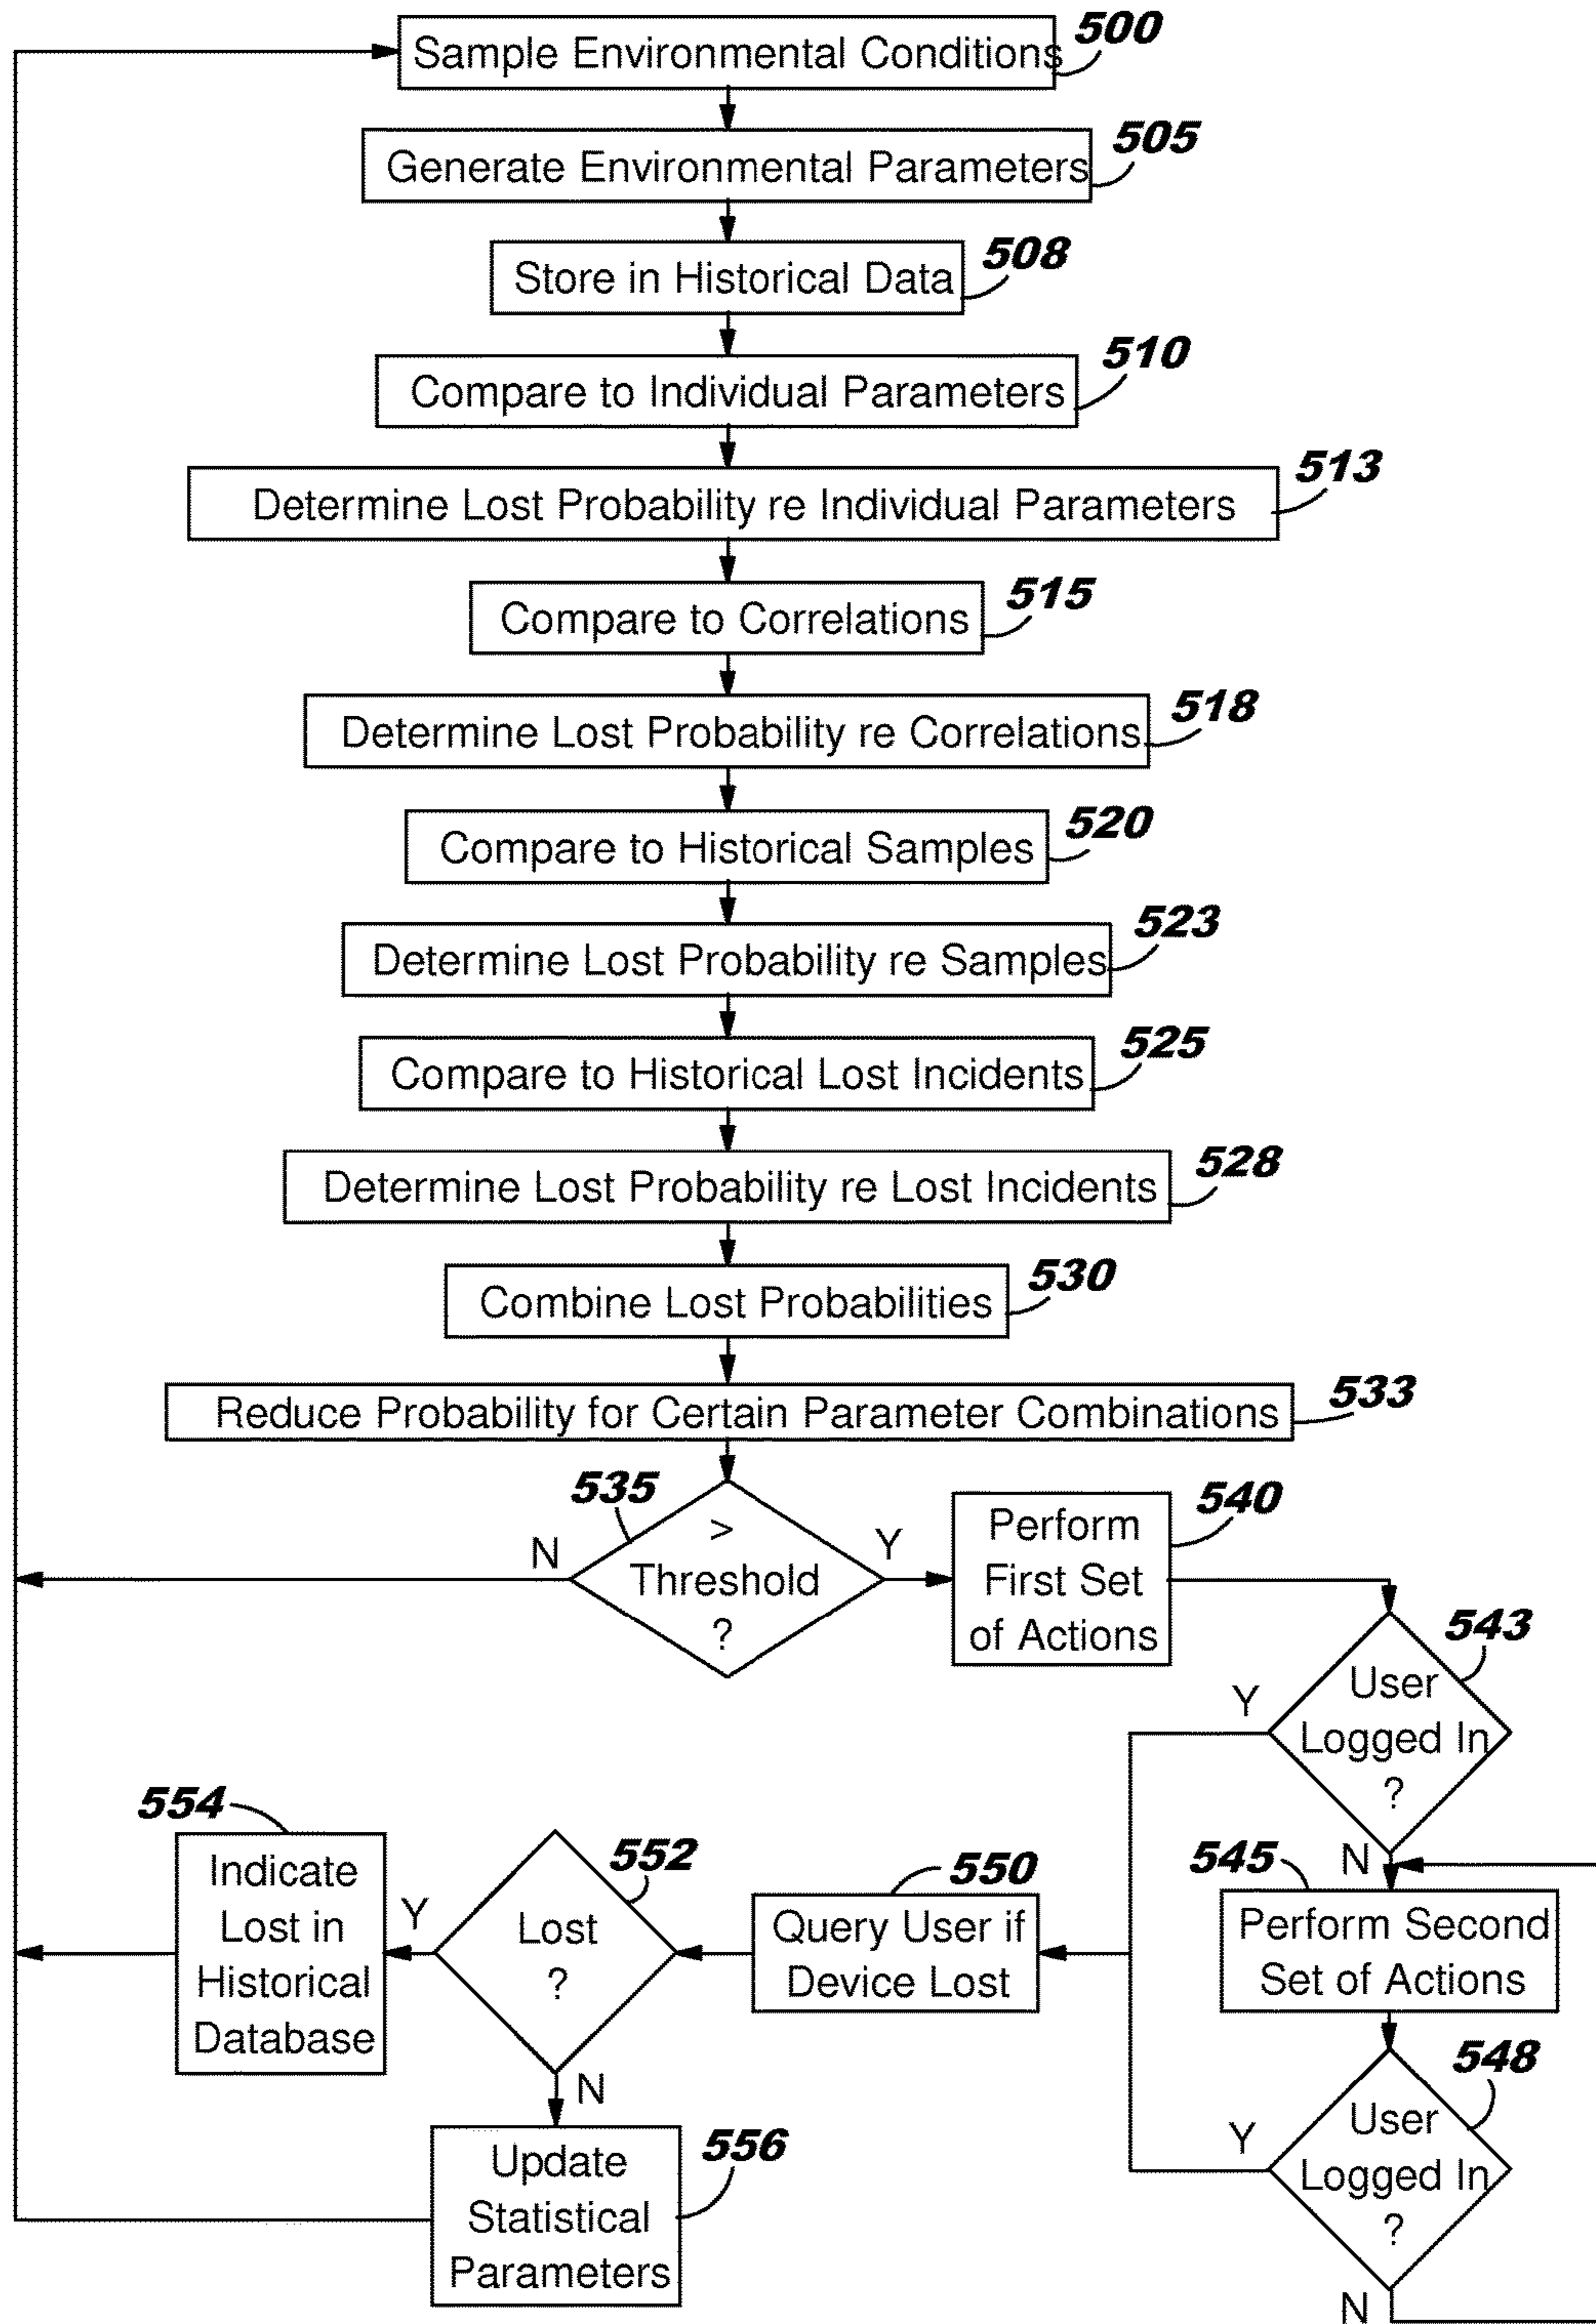 Sample Environmental Conditions
500
Generate Environmental Parameters
505
Store in Historical Data
508
Compare to Individual Parameters
510
Determine Lost Probability re Individual Parameters
513
Compare to Correlations
515
Determine Lost Probability re Correlations
518
Compare to Historical Samples
520
Determine Lost Probability re Samples
523
Compare to Historical Lost Incidents
525
Determine Lost Probability re Lost Incidents
528
Combine Lost Probabilities
530
Reduce Probability for Certain Parameter Combinations
533
535
>
Threshold
?
N
Y
Perform
First Set
of Actions
540
543
User
Logged In
?
Y
N
545
Perform Second
Set of Actions
548
User
Logged In
?
Y
N
550
Query User if
Device Lost
552
Lost
?
Y
N
554
Indicate
Lost in
Historical
Database
556
Update
Statistical
Parameters